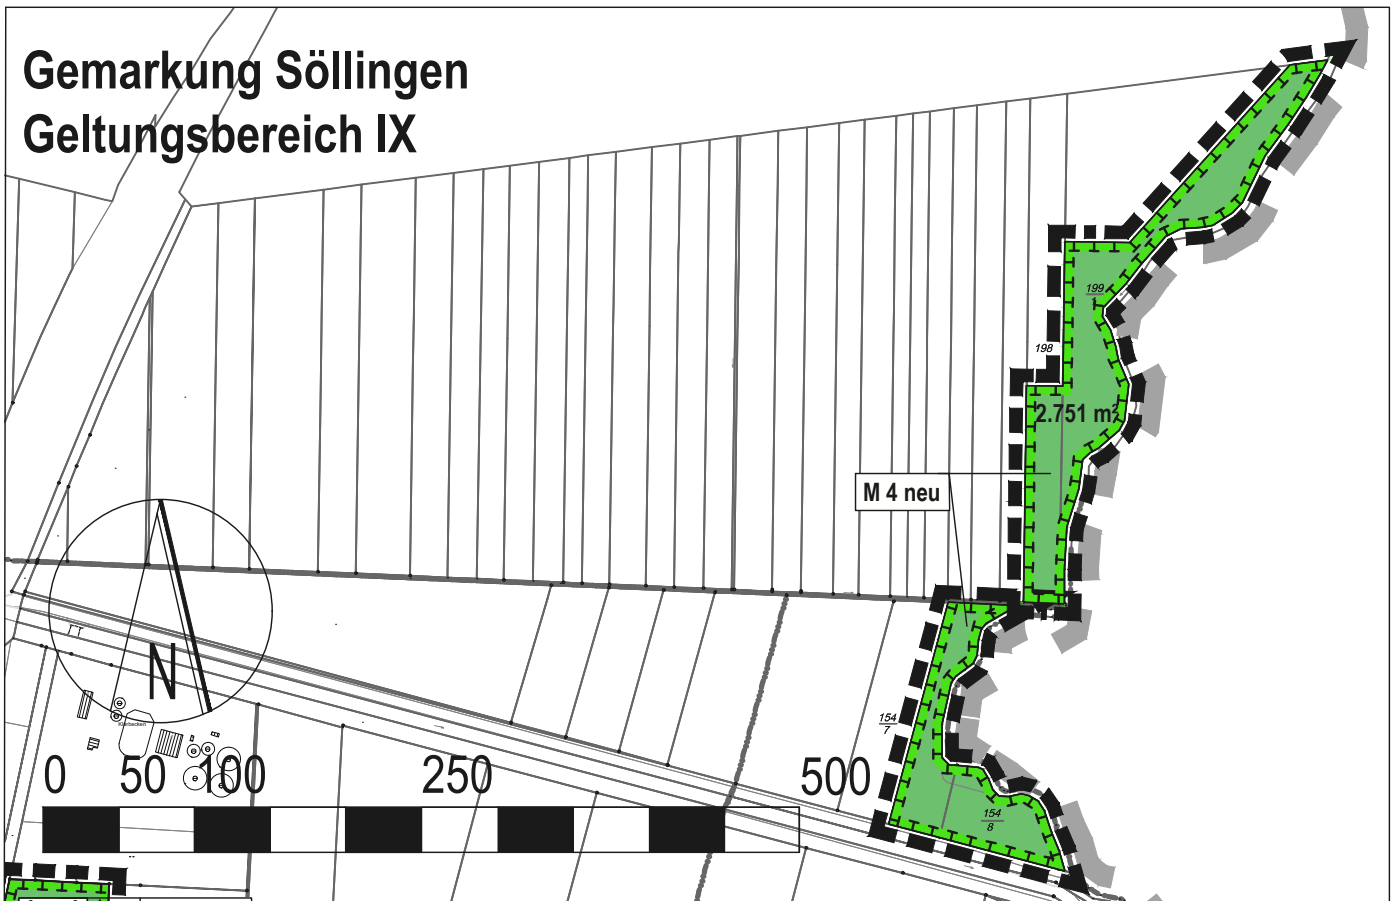 Gemarkung Söllingen
Geltungsbereich IX
199
198
2.751 m²
M 4 neu
154
7
N
Klärbecken
0 50 100 250 500
154
8